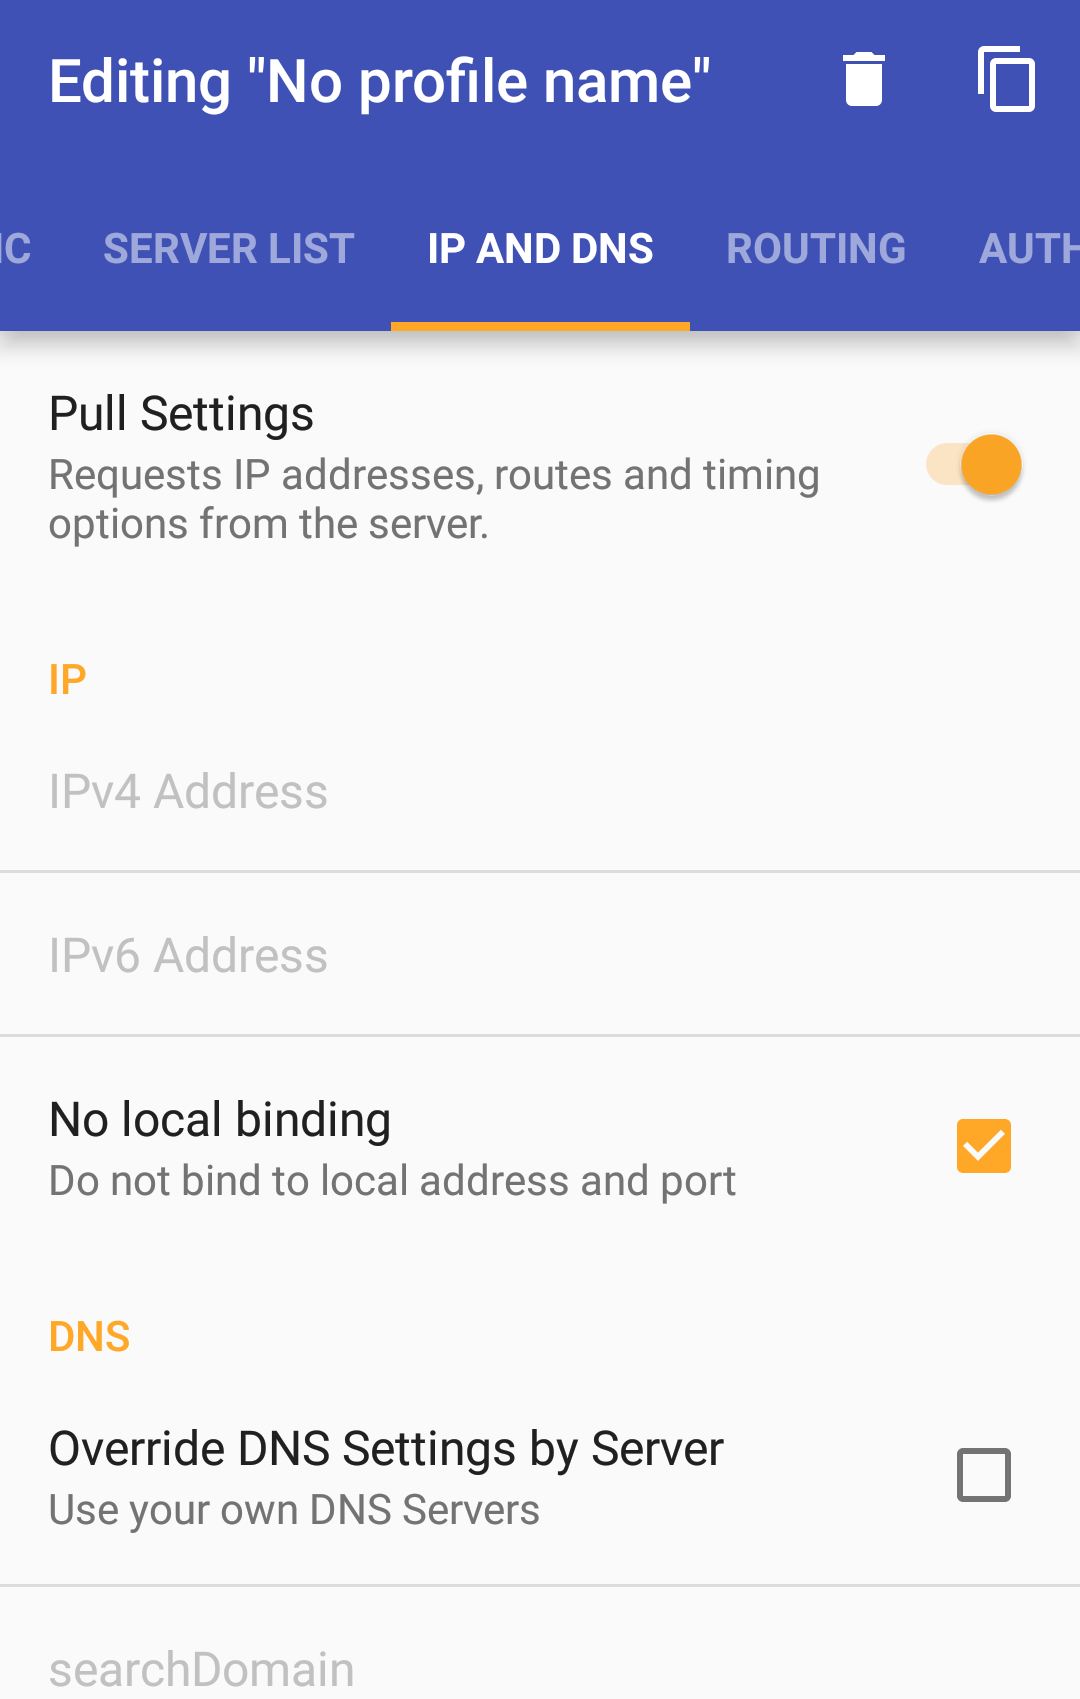 Editing "No profile name"
IC SERVER LIST IP AND DNS ROUTING AUTH
Pull Settings
Requests IP addresses, routes and timing
options from the server.
IP
IPv4 Address
IPv6 Address
No local binding
Do not bind to local address and port
DNS
Override DNS Settings by Server
Use your own DNS Servers
searchDomain